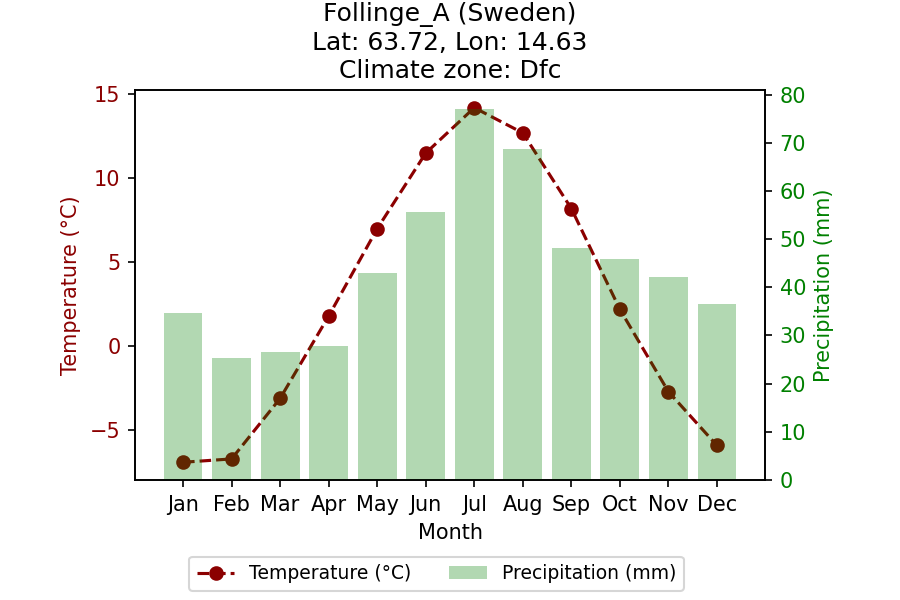 Follinge_A (Sweden)
Lat: 63.72, Lon: 14.63
Climate zone: Dfc
15
10
5
0
−5
Temperature (°C)
80
70
60
50
40
30
20
10
0
Precipitation (mm)
Jan Feb Mar Apr May Jun Jul Aug Sep Oct Nov Dec
Month
Temperature (°C) Precipitation (mm)